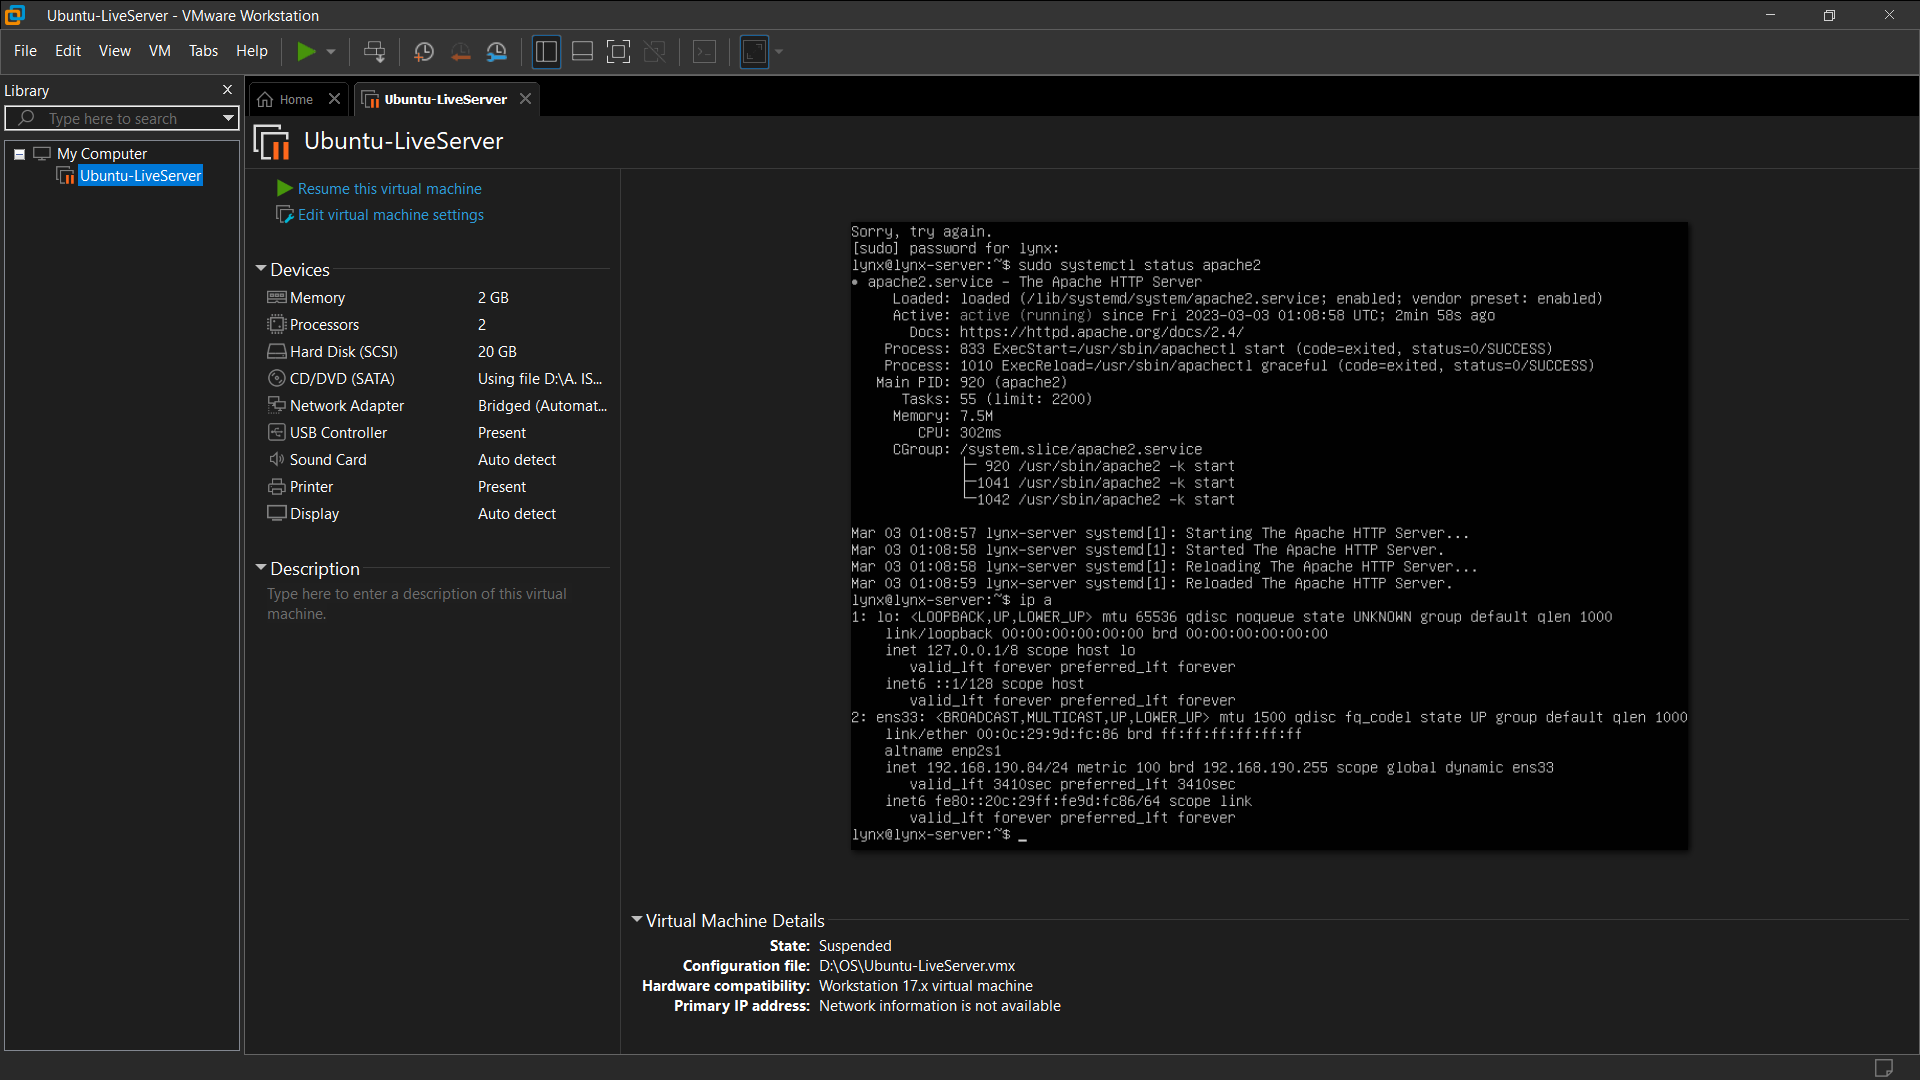 Ubuntu-LiveServer - VMware Workstation
File Edit View VM Tabs Help
Library
Type here to search
My Computer
Ubuntu-LiveServer
Home
Ubuntu-LiveServer
Ubuntu-LiveServer
Resume this virtual machine
Edit virtual machine settings
Devices
Memory 2 GB
Processors 2
Hard Disk (SCSI) 20 GB
CD/DVD (SATA) Using file D:\A. IS...
Network Adapter Bridged (Automat...
USB Controller Present
Sound Card Auto detect
Printer Present
Display Auto detect
Description
Type here to enter a description of this virtual
machine.
Sorry, try again.
[sudo] password for lynx:
lynx@lynx-server:~$ sudo systemctl status apache2
● apache2.service - The Apache HTTP Server
Loaded: loaded (/lib/systemd/system/apache2.service; enabled; vendor preset: enabled)
Active: active (running) since Fri 2023-03-03 01:08:58 UTC; 2min 58s ago
Docs: https://httpd.apache.org/docs/2.4/
Process: 833 ExecStart=/usr/sbin/apachectl start (code=exited, status=0/SUCCESS)
Process: 1010 ExecReload=/usr/sbin/apachectl graceful (code=exited, status=0/SUCCESS)
Main PID: 920 (apache2)
Tasks: 55 (limit: 2200)
Memory: 7.5M
CPU: 302ms
CGroup: /system.slice/apache2.service
├─ 920 /usr/sbin/apache2 -k start
├─1041 /usr/sbin/apache2 -k start
└─1042 /usr/sbin/apache2 -k start
Mar 03 01:08:57 lynx-server systemd[1]: Starting The Apache HTTP Server...
Mar 03 01:08:58 lynx-server systemd[1]: Started The Apache HTTP Server.
Mar 03 01:08:58 lynx-server systemd[1]: Reloading The Apache HTTP Server...
Mar 03 01:08:59 lynx-server systemd[1]: Reloaded The Apache HTTP Server.
lynx@lynx-server:~$ ip a
1: lo: <LOOPBACK,UP,LOWER_UP> mtu 65536 qdisc noqueue state UNKNOWN group default qlen 1000
link/loopback 00:00:00:00:00:00 brd 00:00:00:00:00:00
inet 127.0.0.1/8 scope host lo
valid_lft forever preferred_lft forever
inet6 ::1/128 scope host
valid_lft forever preferred_lft forever
2: ens33: <BROADCAST,MULTICAST,UP,LOWER_UP> mtu 1500 qdisc fq_codel state UP group default qlen 1000
link/ether 00:0c:29:9d:fc:86 brd ff:ff:ff:ff:ff:ff
altname enp2s1
inet 192.168.190.84/24 metric 100 brd 192.168.190.255 scope global dynamic ens33
valid_lft 3410sec preferred_lft 3410sec
inet6 fe80::20c:29ff:fe9d:fc86/64 scope link
valid_lft forever preferred_lft forever
lynx@lynx-server:~$ _
Virtual Machine Details
State: Suspended
Configuration file: D:\OS\Ubuntu-LiveServer.vmx
Hardware compatibility: Workstation 17.x virtual machine
Primary IP address: Network information is not available